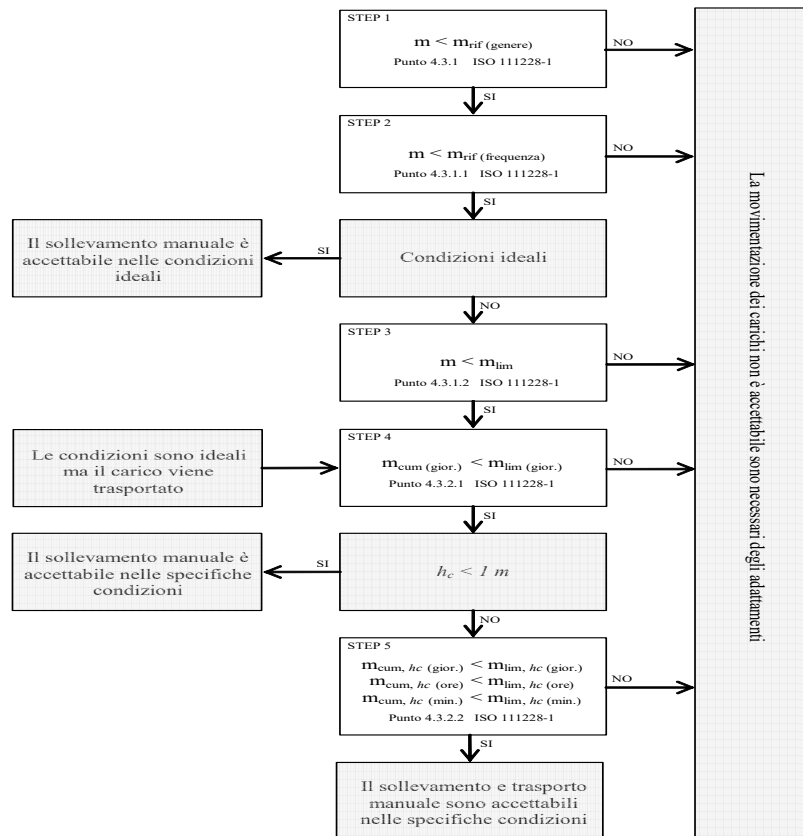 STEP 1
m < mrif (genere)
Punto 4.3.1 ISO 111228-1
NO
SI
STEP 2
m < mrif (frequenza)
Punto 4.3.1.1 ISO 111228-1
NO
SI
Il sollevamento manuale è
accettabile nelle condizioni
ideali
SI
Condizioni ideali
NO
STEP 3
m < mlim
Punto 4.3.1.2 ISO 111228-1
NO
SI
Le condizioni sono ideali
ma il carico viene
trasportato
STEP 4
mcum (gior.) < mlim (gior.)
Punto 4.3.2.1 ISO 111228-1
NO
SI
Il sollevamento manuale è
accettabile nelle specifiche
condizioni
SI
hc < 1 m
NO
STEP 5
mcum, hc (gior.) < mlim, hc (gior.)
mcum, hc (ore) < mlim, hc (ore)
mcum, hc (min.) < mlim, hc (min.)
Punto 4.3.2.2 ISO 111228-1
NO
SI
Il sollevamento e trasporto
manuale sono accettabili
nelle specifiche condizioni
La movimentazione dei carichi non è accettabile sono necessari degli adattamenti